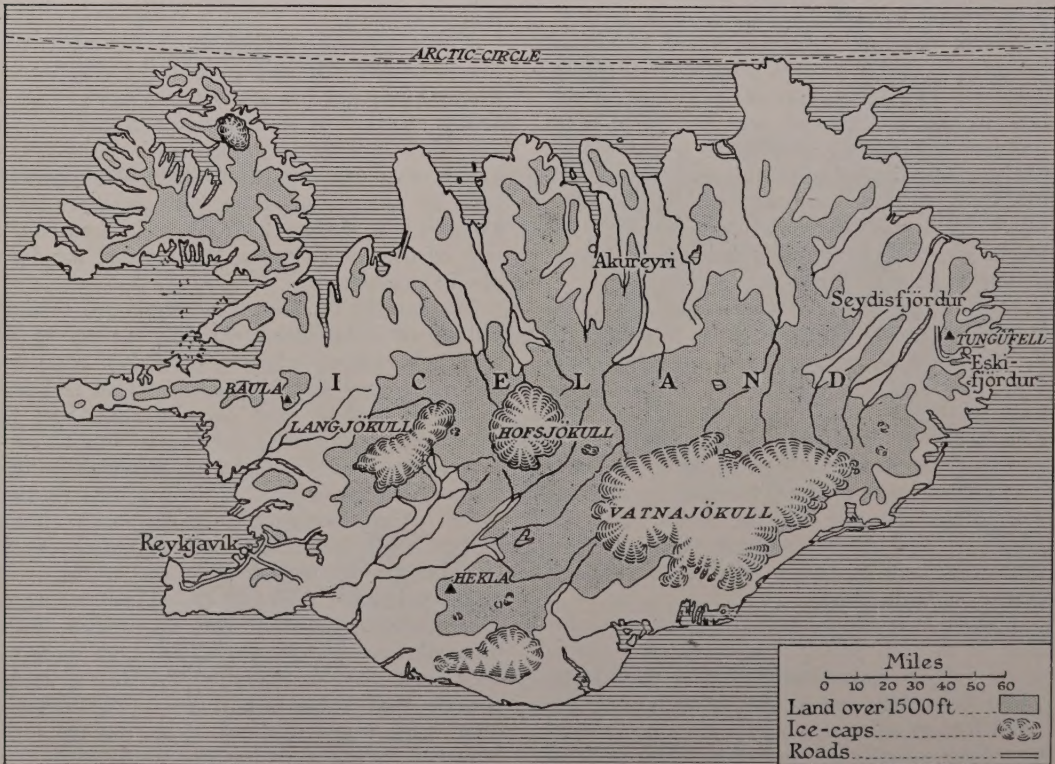 ARCTIC CIRCLE
Akureyri
Seydisfjördur
TUNGUFELL
Eski-
fjördur
BAULA
I C E L A N D
LANGJÖKULL
HOFSJÖKULL
VATNAJÖKULL
Reykjavik
HEKLA
Miles
0 10 20 30 40 50 60
Land over 1500 ft
Ice-caps
Roads